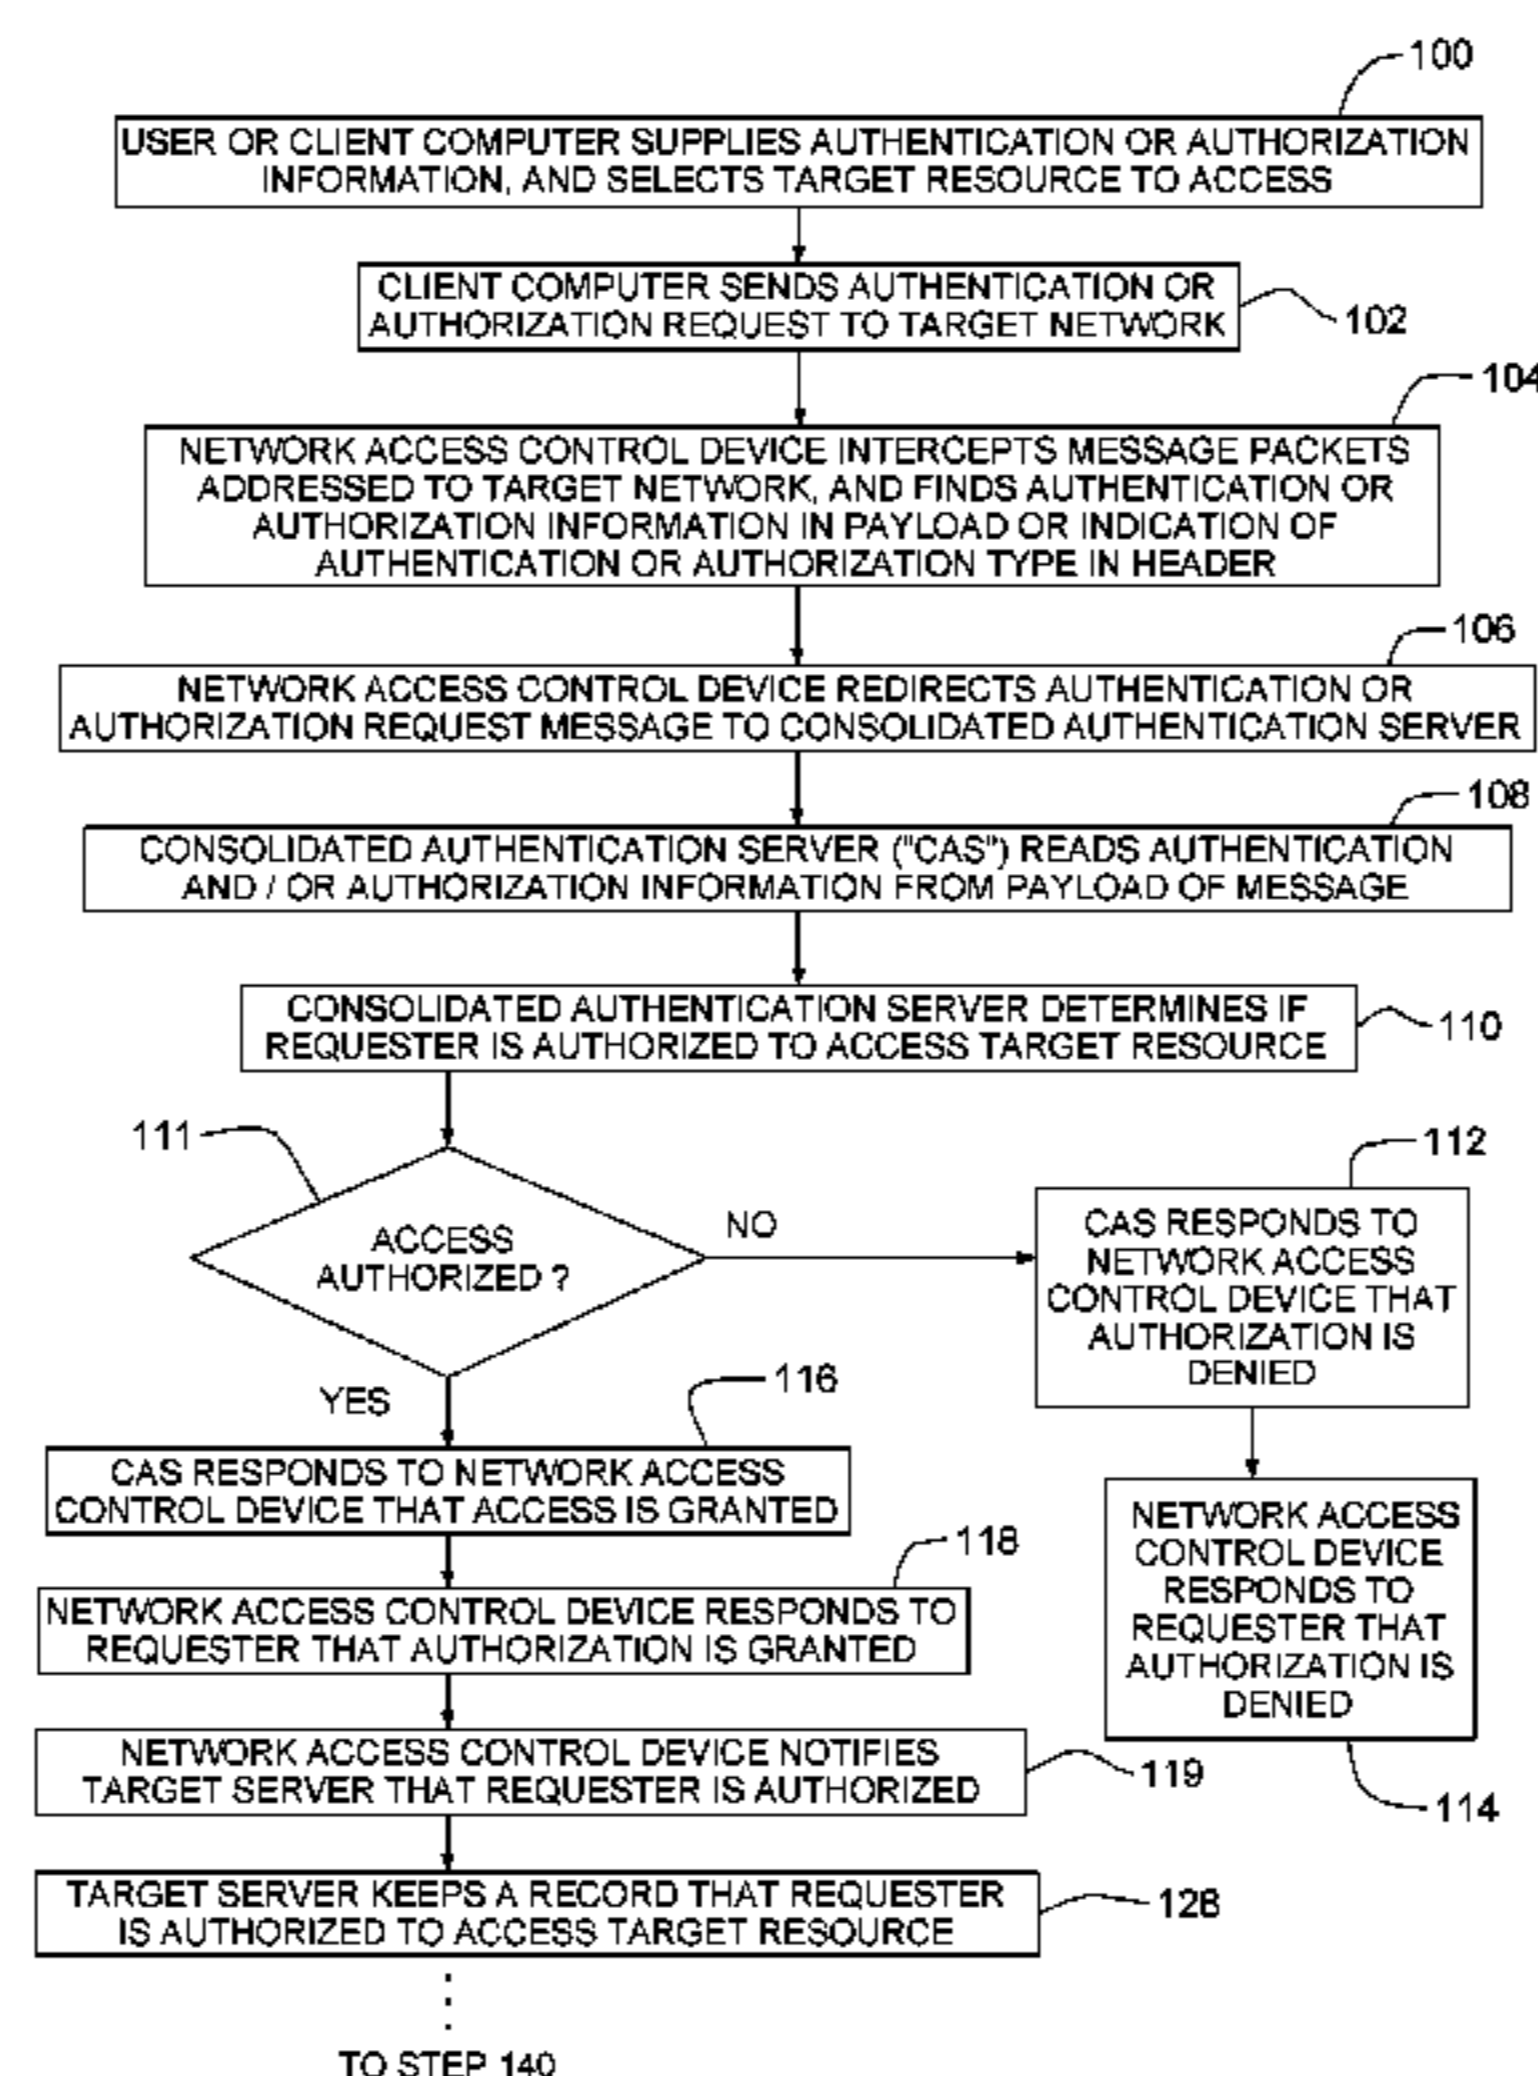 100
USER OR CLIENT COMPUTER SUPPLIES AUTHENTICATION OR AUTHORIZATION
INFORMATION, AND SELECTS TARGET RESOURCE TO ACCESS
CLIENT COMPUTER SENDS AUTHENTICATION OR
AUTHORIZATION REQUEST TO TARGET NETWORK
102
104
NETWORK ACCESS CONTROL DEVICE INTERCEPTS MESSAGE PACKETS
ADDRESSED TO TARGET NETWORK, AND FINDS AUTHENTICATION OR
AUTHORIZATION INFORMATION IN PAYLOAD OR INDICATION OF
AUTHENTICATION OR AUTHORIZATION TYPE IN HEADER
106
NETWORK ACCESS CONTROL DEVICE REDIRECTS AUTHENTICATION OR
AUTHORIZATION REQUEST MESSAGE TO CONSOLIDATED AUTHENTICATION SERVER
108
CONSOLIDATED AUTHENTICATION SERVER ("CAS") READS AUTHENTICATION
AND / OR AUTHORIZATION INFORMATION FROM PAYLOAD OF MESSAGE
CONSOLIDATED AUTHENTICATION SERVER DETERMINES IF
REQUESTER IS AUTHORIZED TO ACCESS TARGET RESOURCE
110
111
ACCESS
AUTHORIZED ?
NO
112
CAS RESPONDS TO
NETWORK ACCESS
CONTROL DEVICE THAT
AUTHORIZATION IS
DENIED
YES
116
CAS RESPONDS TO NETWORK ACCESS
CONTROL DEVICE THAT ACCESS IS GRANTED
NETWORK ACCESS
CONTROL DEVICE
RESPONDS TO
REQUESTER THAT
AUTHORIZATION IS
DENIED
114
118
NETWORK ACCESS CONTROL DEVICE RESPONDS TO
REQUESTER THAT AUTHORIZATION IS GRANTED
NETWORK ACCESS CONTROL DEVICE NOTIFIES
TARGET SERVER THAT REQUESTER IS AUTHORIZED
119
TARGET SERVER KEEPS A RECORD THAT REQUESTER
IS AUTHORIZED TO ACCESS TARGET RESOURCE
126
TO STEP 140